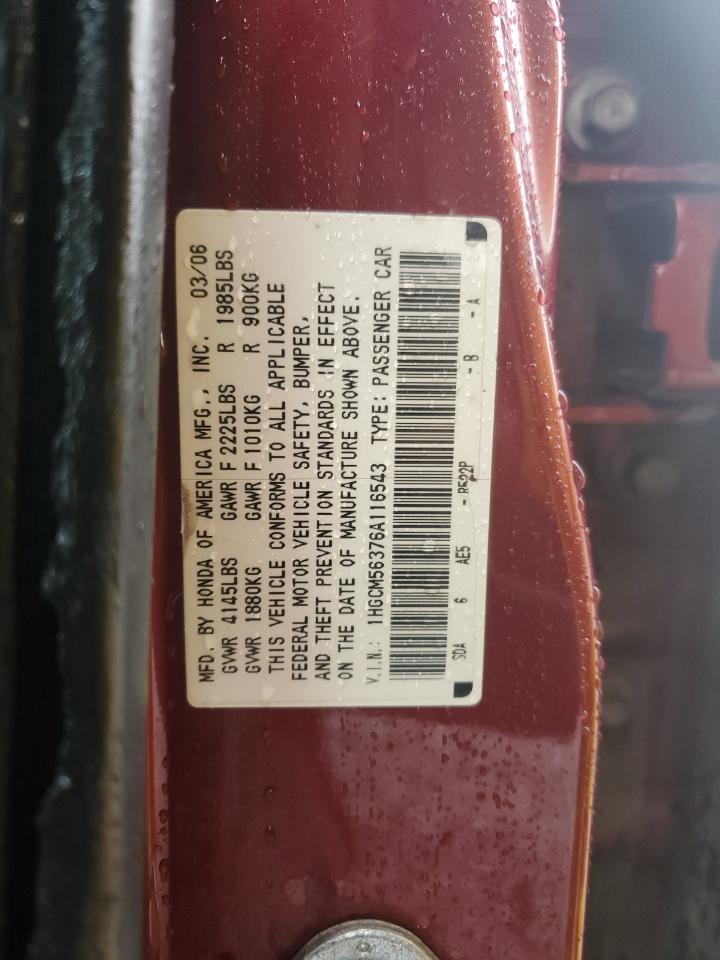 MFD. BY HONDA OF AMERICA MFG., INC. 03/06
GVWR 4145LBS GAWR F 2225LBS R 1985LBS
GVWR 1880KG GAWR F 1010KG R 900KG
THIS VEHICLE CONFORMS TO ALL APPLICABLE
FEDERAL MOTOR VEHICLE SAFETY, BUMPER,
AND THEFT PREVENTION STANDARDS IN EFFECT
ON THE DATE OF MANUFACTURE SHOWN ABOVE.
V.I.N.: 1HGCM56376A116543 TYPE: PASSENGER CAR
SDA 6 AE5 -R522P -B -A